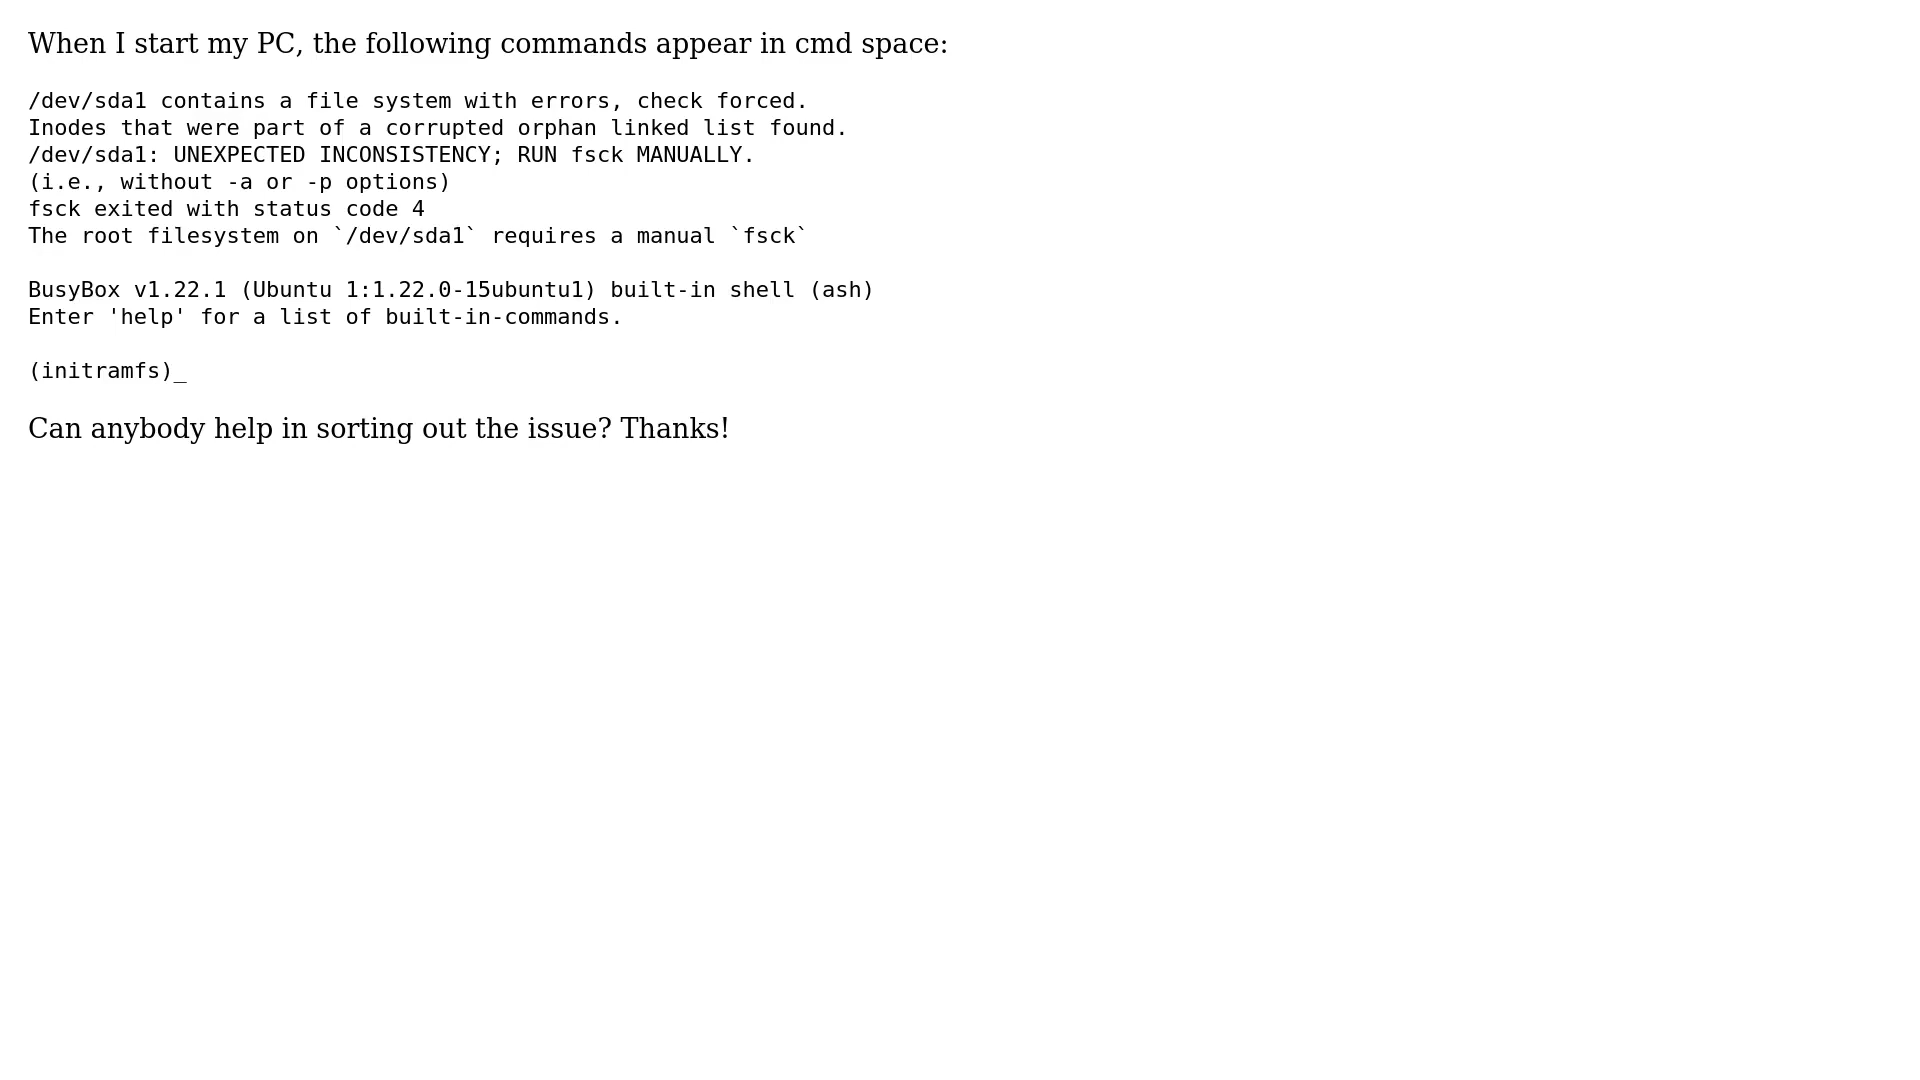 When I start my PC, the following commands appear in cmd space:
/dev/sda1 contains a file system with errors, check forced.
Inodes that were part of a corrupted orphan linked list found.
/dev/sda1: UNEXPECTED INCONSISTENCY; RUN fsck MANUALLY.
(i.e., without -a or -p options)
fsck exited with status code 4
The root filesystem on `/dev/sda1` requires a manual `fsck`
BusyBox v1.22.1 (Ubuntu 1:1.22.0-15ubuntu1) built-in shell (ash)
Enter 'help' for a list of built-in-commands.
(initramfs)_
Can anybody help in sorting out the issue? Thanks!